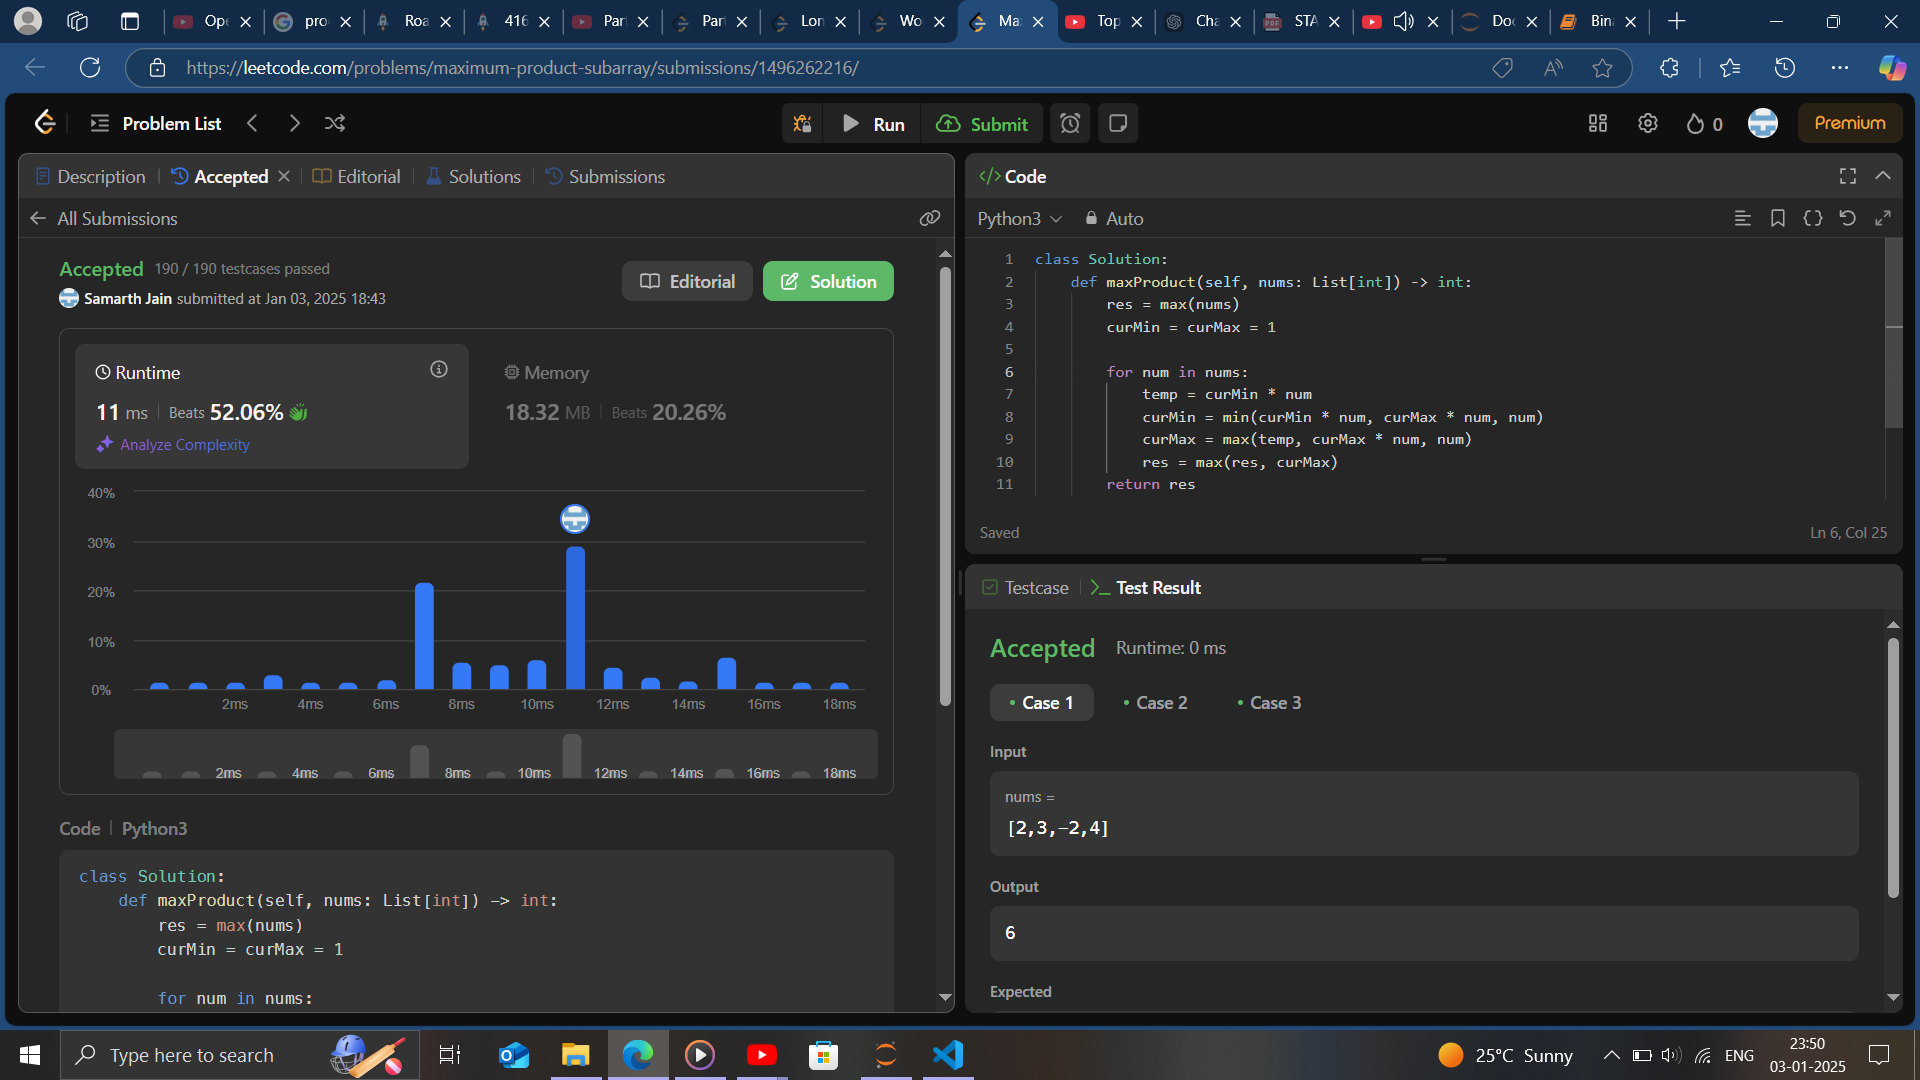 Ope
pro
Roa
416
Par
Par
Lon
Wo
Ma
Top
Cha
STA
Do
Bin
https://leetcode.com/problems/maximum-product-subarray/submissions/1496262216/
Problem List
Run
Submit
0
Premium
Description
Accepted
Editorial
Solutions
Submissions
All Submissions
Accepted 190 / 190 testcases passed
Samarth Jain submitted at Jan 03, 2025 18:43
Editorial
Solution
Runtime
11 ms Beats 52.06%
Analyze Complexity
Memory
18.32 MB Beats 20.26%
40%
30%
20%
10%
0%
2ms 4ms 6ms 8ms 10ms 12ms 14ms 16ms 18ms
2ms 4ms 6ms 8ms 10ms 12ms 14ms 16ms 18ms
Code Python3
class Solution:
def maxProduct(self, nums: List[int]) -> int:
res = max(nums)
curMin = curMax = 1
for num in nums:
</> Code
Python3 Auto
1 class Solution:
2 def maxProduct(self, nums: List[int]) -> int:
3 res = max(nums)
4 curMin = curMax = 1
5
6 for num in nums:
7 temp = curMin * num
8 curMin = min(curMin * num, curMax * num, num)
9 curMax = max(temp, curMax * num, num)
10 res = max(res, curMax)
11 return res
Saved
Ln 6, Col 25
Testcase
Test Result
Accepted Runtime: 0 ms
Case 1
Case 2
Case 3
Input
nums =
[2,3,-2,4]
Output
6
Expected
Type here to search
25°C Sunny
ENG
23:50
03-01-2025